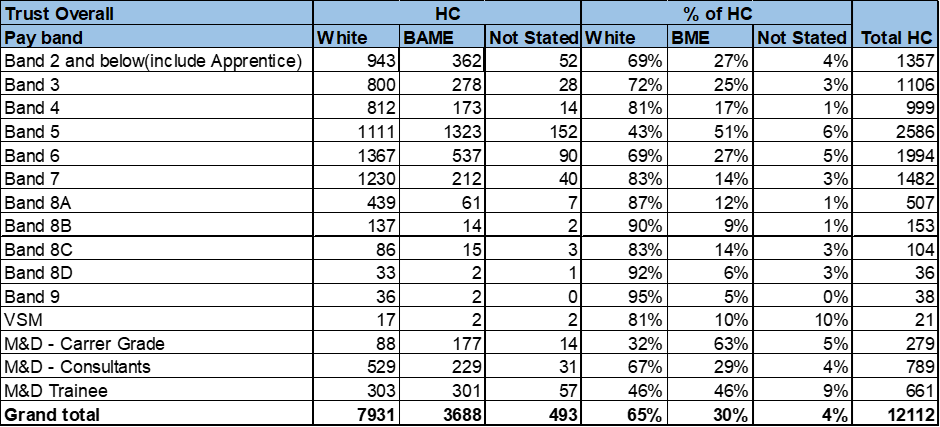 Trust Overall HC % of HC
Pay band White BAME Not Stated White BME Not Stated Total HC
Band 2 and below(include Apprentice) 943 362 52 69% 27% 4% 1357
Band 3 800 278 28 72% 25% 3% 1106
Band 4 812 173 14 81% 17% 1% 999
Band 5 1111 1323 152 43% 51% 6% 2586
Band 6 1367 537 90 69% 27% 5% 1994
Band 7 1230 212 40 83% 14% 3% 1482
Band 8A 439 61 7 87% 12% 1% 507
Band 8B 137 14 2 90% 9% 1% 153
Band 8C 86 15 3 83% 14% 3% 104
Band 8D 33 2 1 92% 6% 3% 36
Band 9 36 2 0 95% 5% 0% 38
VSM 17 2 2 81% 10% 10% 21
M&D - Carrer Grade 88 177 14 32% 63% 5% 279
M&D - Consultants 529 229 31 67% 29% 4% 789
M&D Trainee 303 301 57 46% 46% 9% 661
Grand total 7931 3688 493 65% 30% 4% 12112